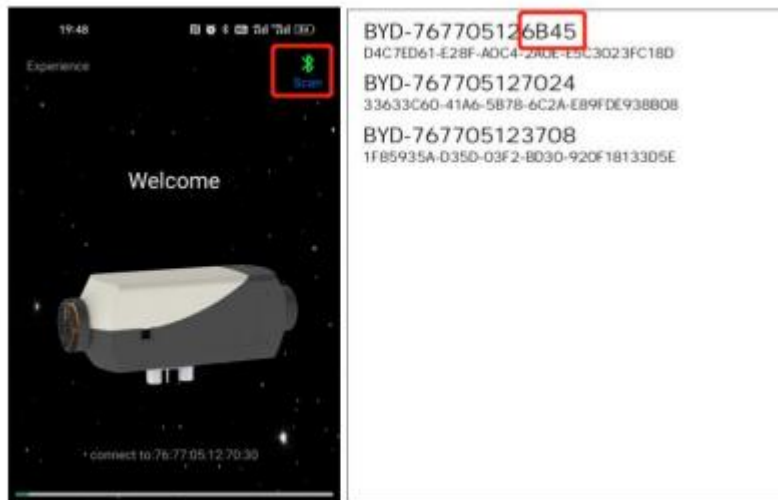 19:48
Experience
Scan
Welcome
connect to:76:77:05:12:70:30
BYD-767705126B45
D4C7ED61-E28F-A0C4-2A0E-E5C3023FC18D
BYD-767705127024
33633C60-41A6-5B78-6C2A-E89FDE938B08
BYD-767705123708
1F85935A-D35D-03F2-BD30-920F18133D5E